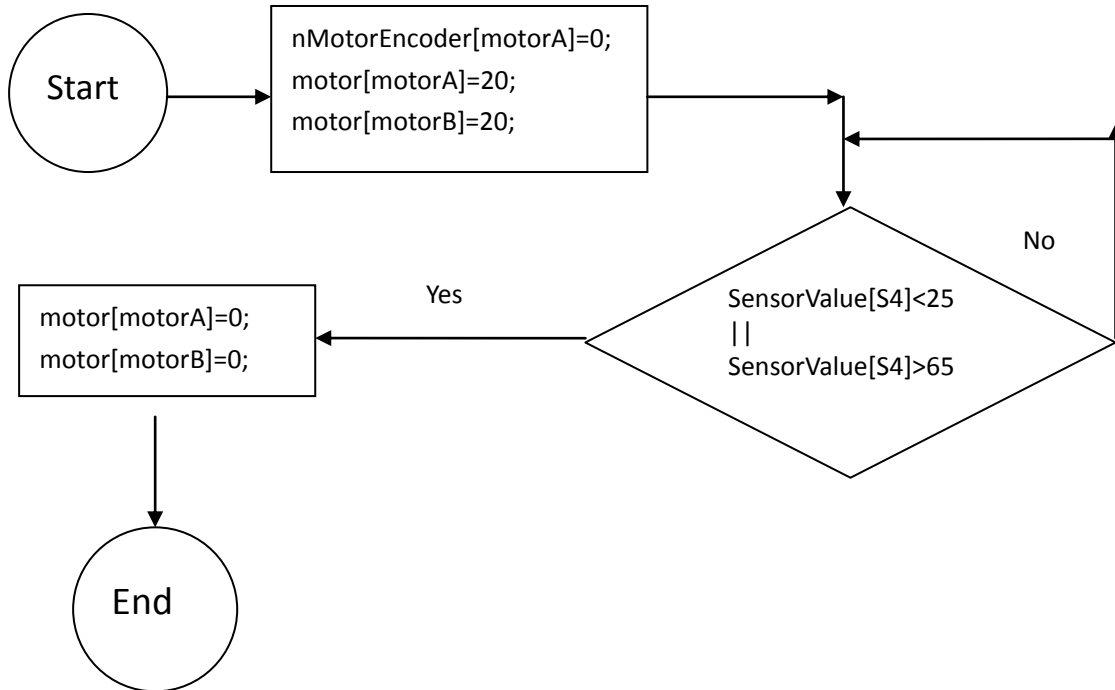 Start
nMotorEncoder[motorA]=0;
motor[motorA]=20;
motor[motorB]=20;
No
SensorValue[S4]<25
||
SensorValue[S4]>65
Yes
motor[motorA]=0;
motor[motorB]=0;
End